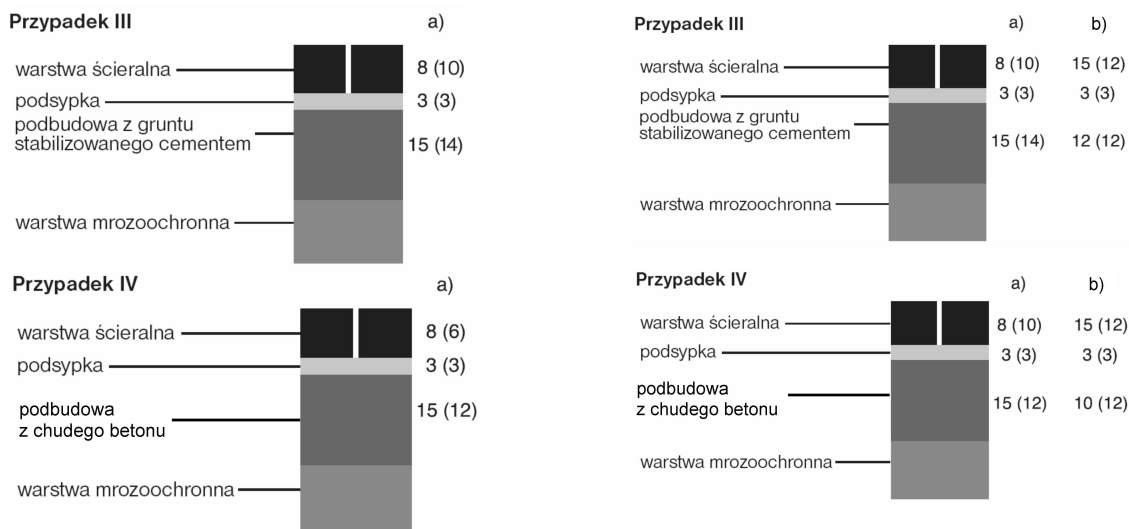 Przypadek III
a)
warstwa ścieralna
8 (10)
podsypka
3 (3)
podbudowa z gruntu
stabilizowanego cementem
15 (14)
warstwa mrozoochronna
Przypadek III
a) b)
warstwa ścieralna
8 (10) 15 (12)
podsypka
3 (3) 3 (3)
podbudowa z gruntu
stabilizowanego cementem
15 (14) 12 (12)
warstwa mrozoochronna
Przypadek IV
a)
warstwa ścieralna
8 (6)
podsypka
3 (3)
podbudowa
z chudego betonu
15 (12)
warstwa mrozoochronna
Przypadek IV
a) b)
warstwa ścieralna
8 (10) 15 (12)
podsypka
3 (3) 3 (3)
podbudowa
z chudego betonu
15 (12) 10 (12)
warstwa mrozoochronna